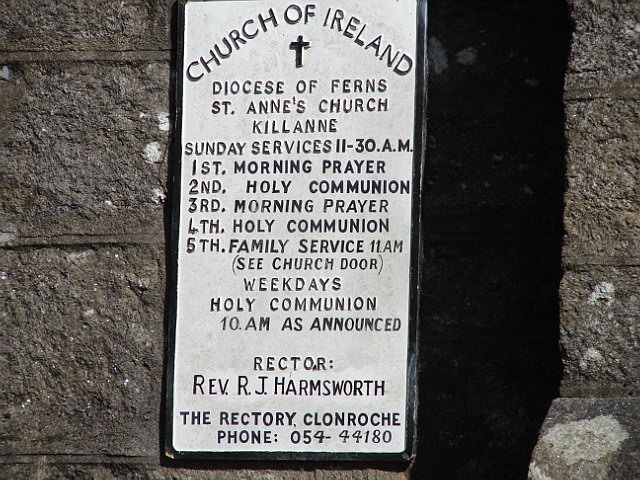 CHURCH OF IRELAND
DIOCESE OF FERNS
ST. ANNE'S CHURCH
KILLANNE
SUNDAY SERVICES 11-30.A.M.
1ST. MORNING PRAYER
2ND. HOLY COMMUNION
3RD. MORNING PRAYER
4TH. HOLY COMMUNION
5TH. FAMILY SERVICE 11.AM
(SEE CHURCH DOOR)
WEEKDAYS
HOLY COMMUNION
10.AM AS ANNOUNCED
RECTOR:
REV. R. J. HARMSWORTH
THE RECTORY, CLONROCHE
PHONE: 054-44180